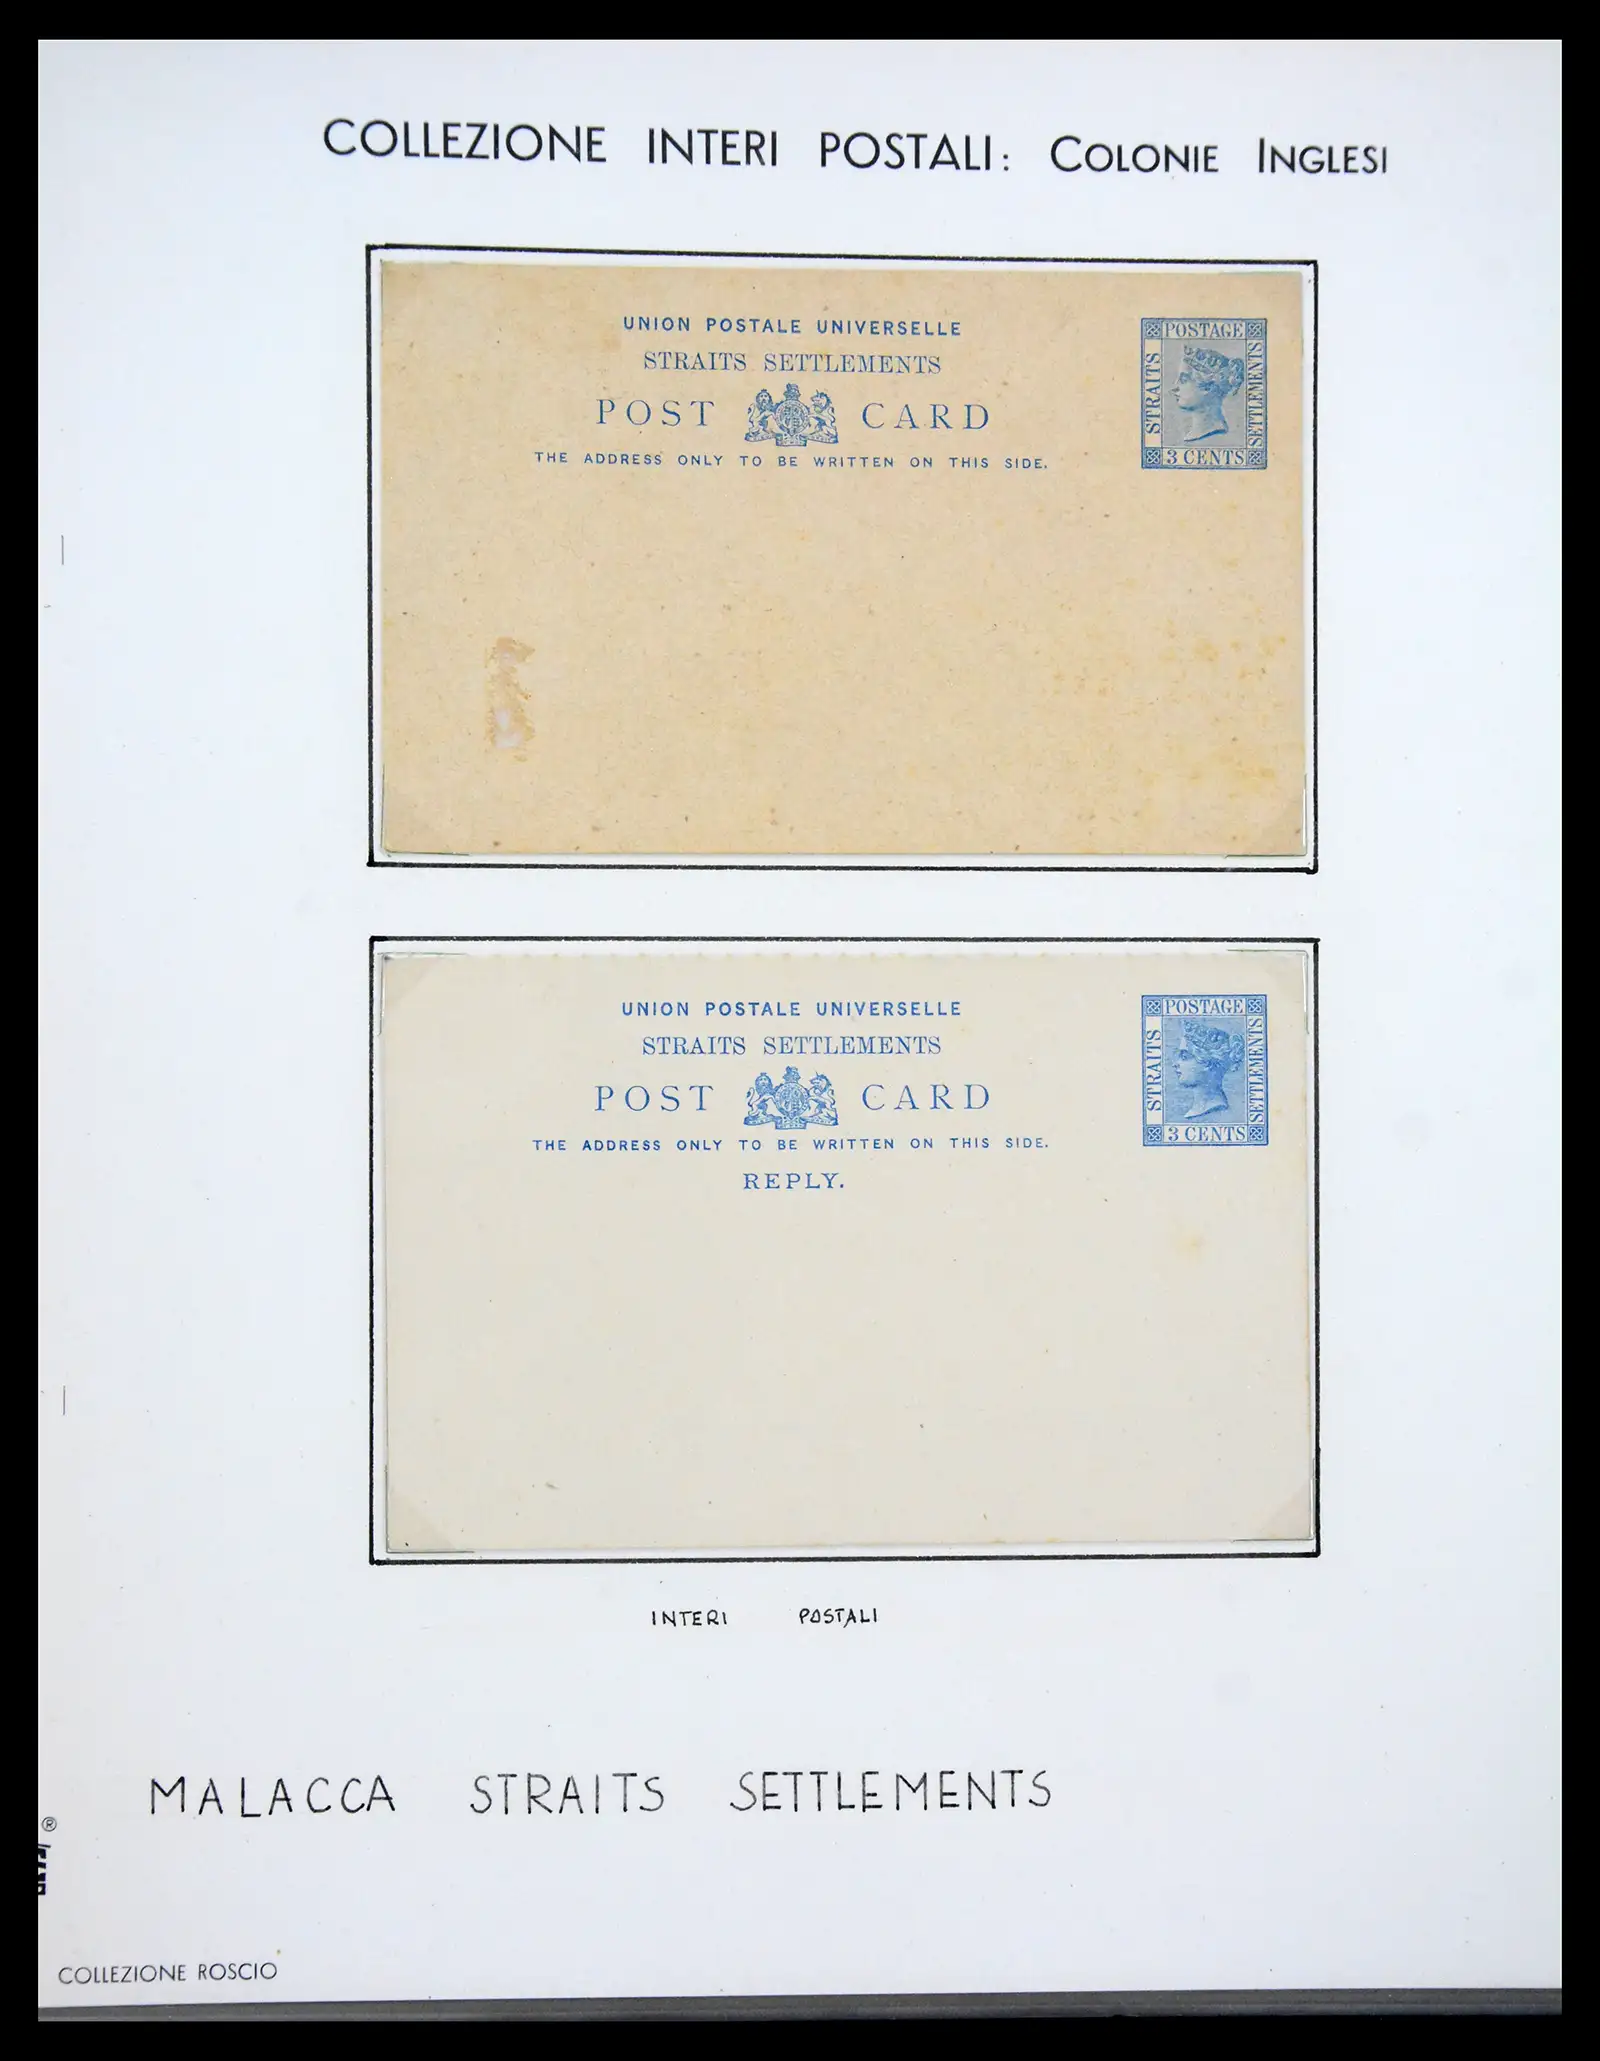 COLLEZIONE INTERI POSTALI: COLONIE INGLESI
UNION POSTALE UNIVERSELLE
STRAITS SETTLEMENTS
POST CARD
THE ADDRESS ONLY TO BE WRITTEN ON THIS SIDE.
POSTAGE
STRAITS
SETTLEMENTS
3 CENTS
UNION POSTALE UNIVERSELLE
STRAITS SETTLEMENTS
POST CARD
THE ADDRESS ONLY TO BE WRITTEN ON THIS SIDE.
REPLY.
POSTAGE
STRAITS
SETTLEMENTS
3 CENTS
INTERI POSTALI
MALACCA STRAITS SETTLEMENTS
®
COLLEZIONE ROSCIO